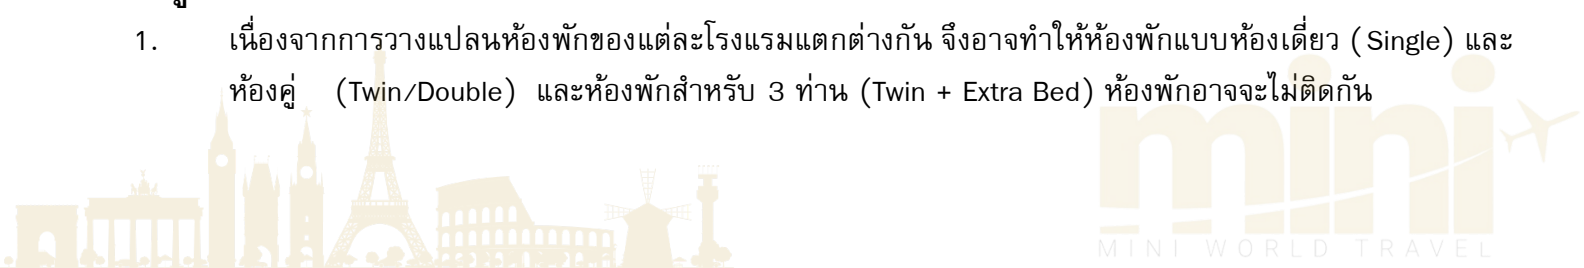 1. เนื่องจากการวางแปลนห้องพักของแต่ละโรงแรมแตกต่างกัน จึงอาจทำให้ห้องพักแบบห้องเดี่ยว (Single) และ
ห้องคู่ (Twin/Double) และห้องพักสำหรับ 3 ท่าน (Twin + Extra Bed) ห้องพักอาจจะไม่ติดกัน
mini
MINI WORLD TRAVEL